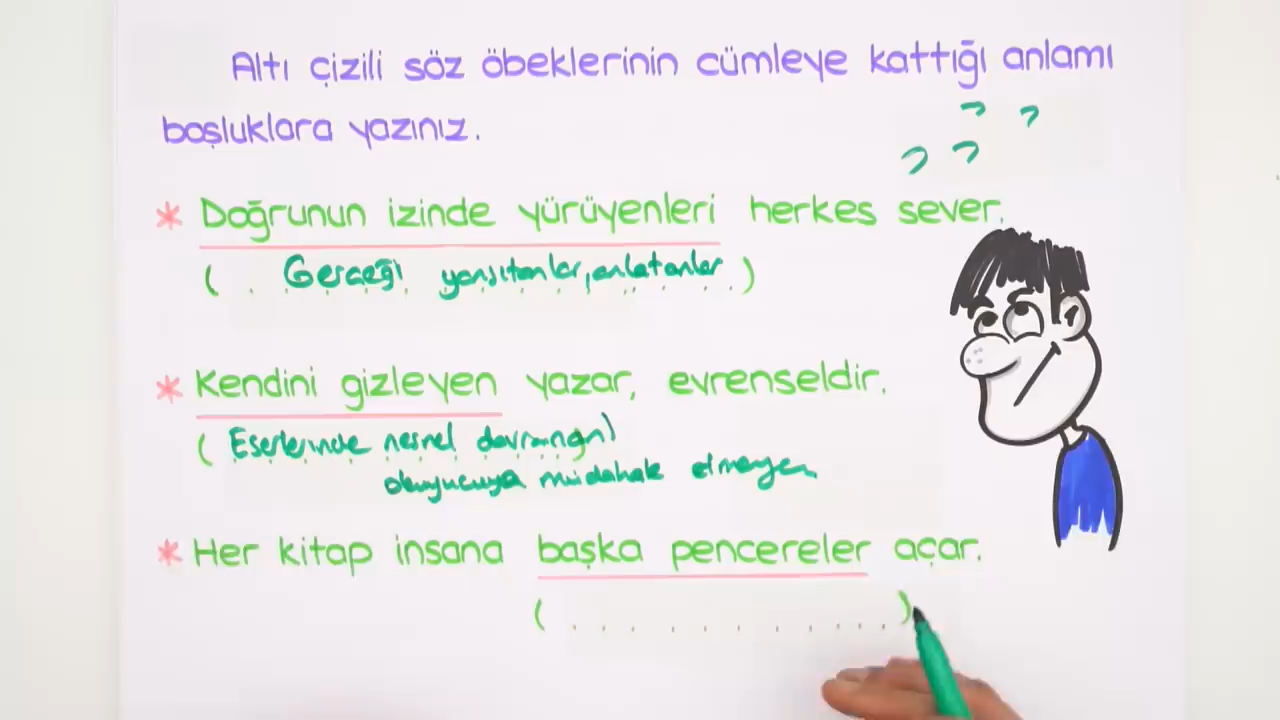 Altı çizili söz öbeklerinin cümleye kattığı anlamı
boşluklara yazınız.
* Doğrunun izinde yürüyenleri herkes sever.
( . Gerçeği yansıtanlar, anlatanlar . )
* Kendini gizleyen yazar, evrenseldir.
( Eserlerinde nesnel davranan )
okuyucuya müdahale etmeyen
* Her kitap insana başka pencereler açar.
( . . . . . . . . . . . )